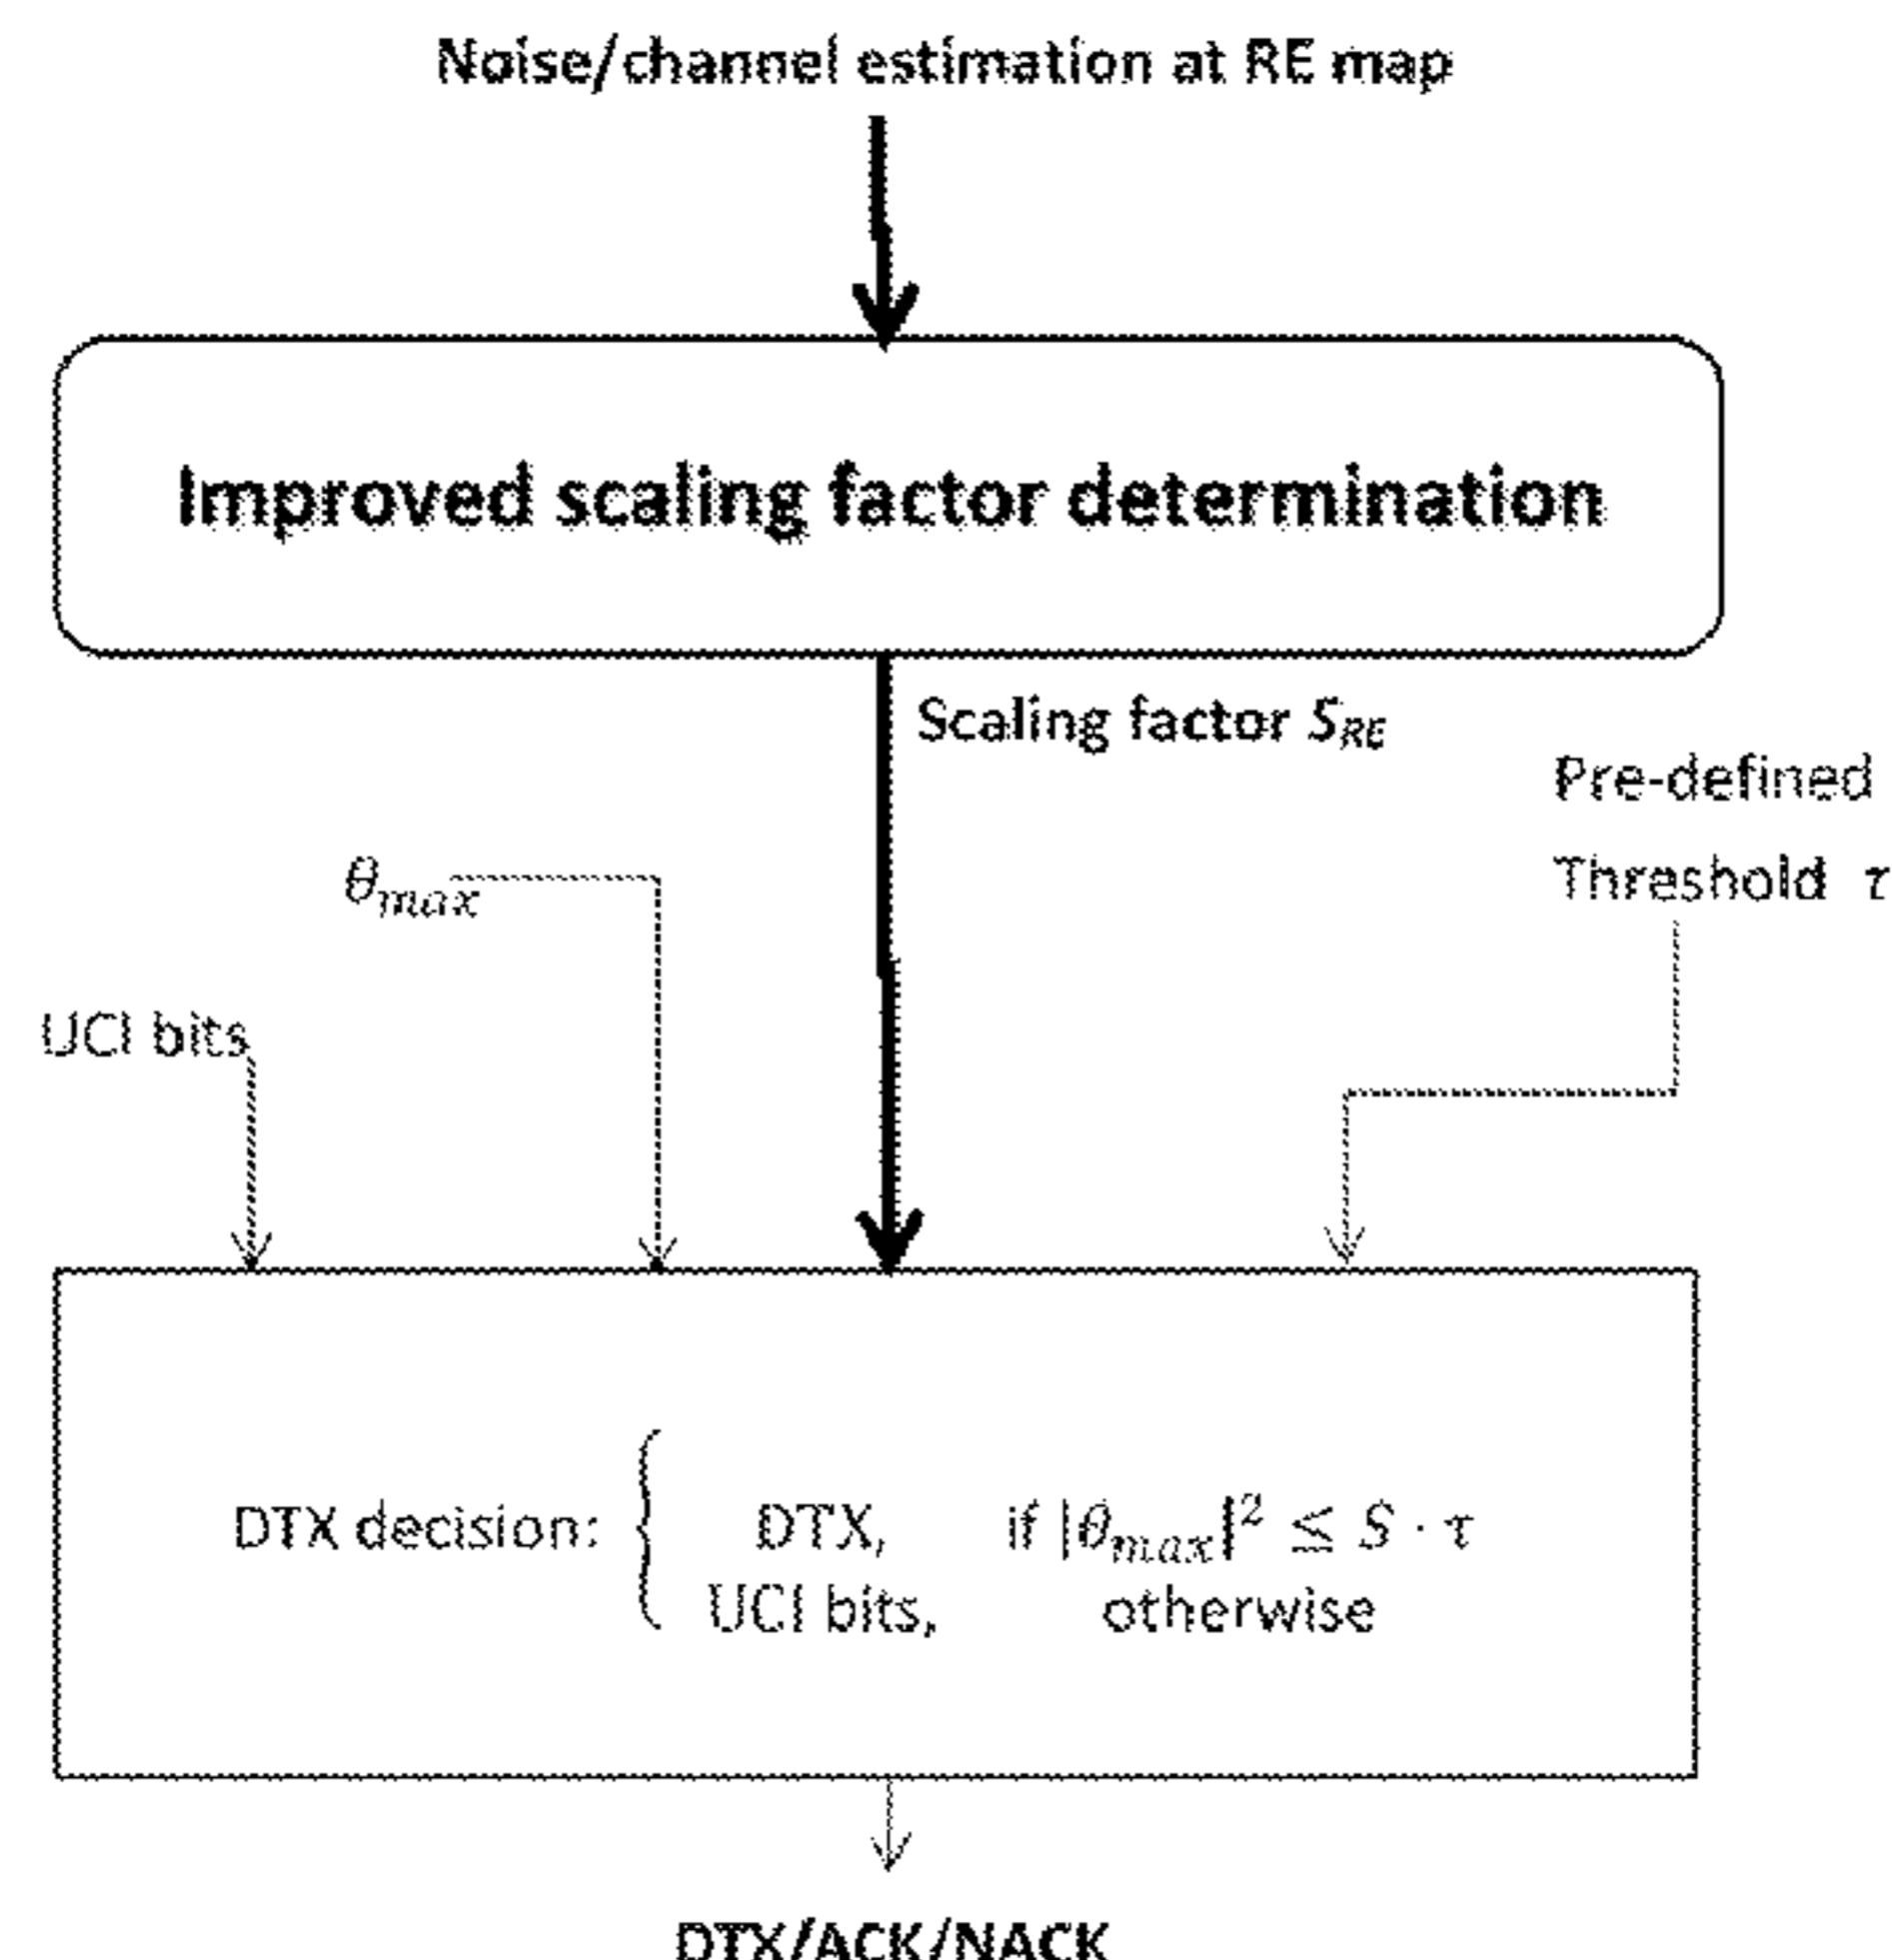 Noise/channel estimation at RE map
Improved scaling factor determination
Scaling factor S_RE
Pre-defined
Threshold τ
θ_max
UCI bits
DTX decision: { DTX, if |θ_max|² ≤ S · τ
UCI bits, otherwise
DTX/ACK/NACK